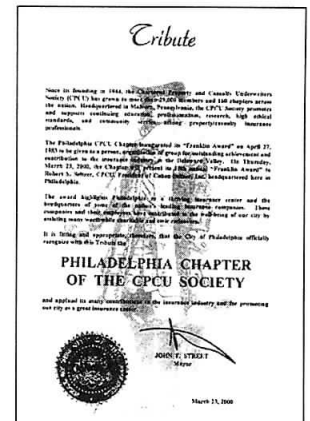 Tribute
Since its founding in 1944, the Chartered Property and Casualty Underwriters
Society (CPCU) has grown to more than 29,000 members and 160 chapters across
the nation. Headquartered in Malvern, Pennsylvania, the CPCU Society promotes
and supports continuing education, professionalism, research, high ethical
standards, and community service among property/casualty insurance
professionals.
The Philadelphia CPCU Chapter inaugurated its "Franklin Award" on April 27,
1983 to be given to a person, organization or group for outstanding achievement and
contribution to the insurance industry in the Delaware Valley. On Thursday,
March 23, 2000, the Chapter will present its annual "Franklin Award" to
Robert S. CPCU, President of Inc., headquartered here in
Philadelphia.
The award highlights Philadelphia as a insurance center and the
headquarters of some of the nation's leading insurance companies. These
companies and their employees have contributed to the well-being of our city by
assisting many worthwhile charitable and civic endeavors.
It is fitting and appropriate, therefore, that the City of Philadelphia officially
recognize with this Tribute the
PHILADELPHIA CHAPTER
OF THE CPCU SOCIETY
and applaud its many contributions to the insurance industry and for promoting
our city as a great insurance center.
JOHN F. STREET
Mayor
March 23, 2000